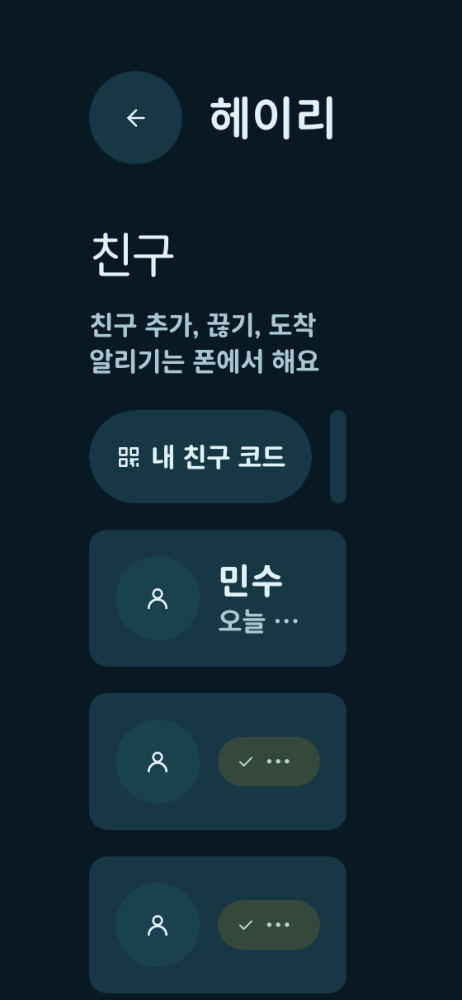 헤이리
친구
친구 추가, 끊기, 도착
알리기는 폰에서 해요
내 친구 코드
민수
오늘 ···
···
···